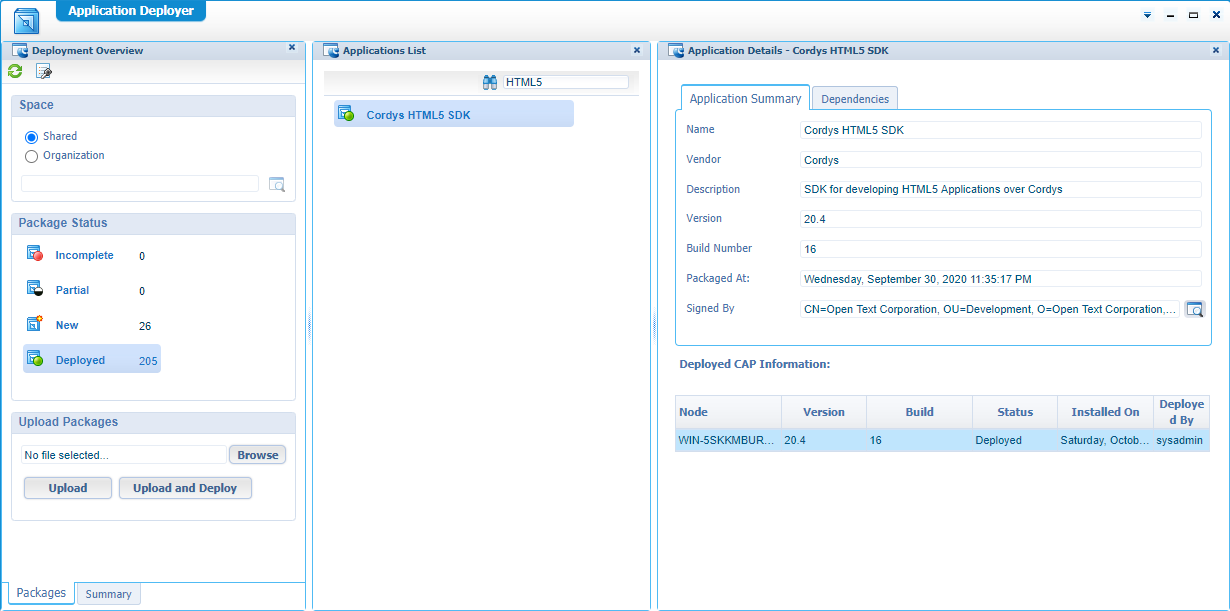 Application Deployer
Deployment Overview
Space
Shared
Organization
Package Status
Incomplete 0
Partial 0
New 26
Deployed 205
Upload Packages
No file selected... Browse
Upload Upload and Deploy
Packages Summary
Applications List
HTML5
Cordys HTML5 SDK
Application Details - Cordys HTML5 SDK
Application Summary Dependencies
Name Cordys HTML5 SDK
Vendor Cordys
Description SDK for developing HTML5 Applications over Cordys
Version 20.4
Build Number 16
Packaged At: Wednesday, September 30, 2020 11:35:17 PM
Signed By CN=Open Text Corporation, OU=Development, O=Open Text Corporation,...
Deployed CAP Information:
Node Version Build Status Installed On Deploye
d By
WIN-5SKKMBUR... 20.4 16 Deployed Saturday, Octob... sysadmin